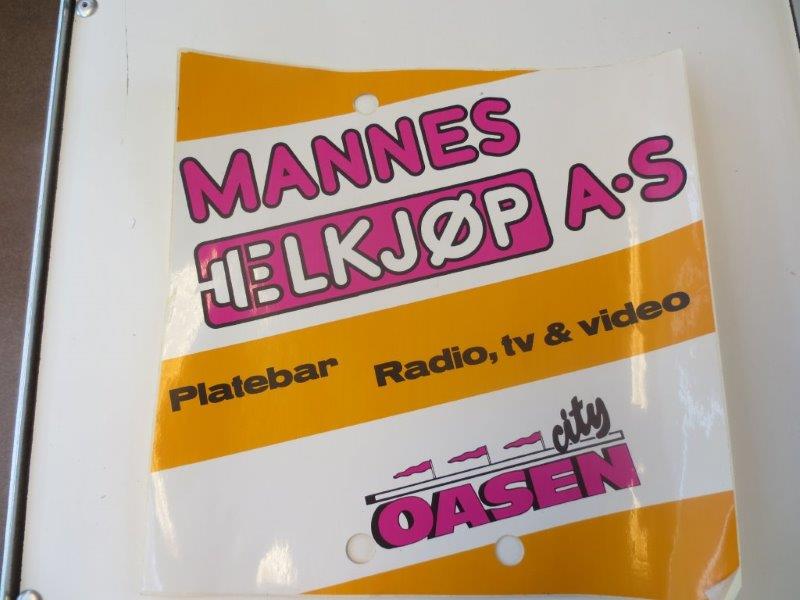 MANNES
ELKJØP A·S
Platebar Radio, tv & video
city
OASEN